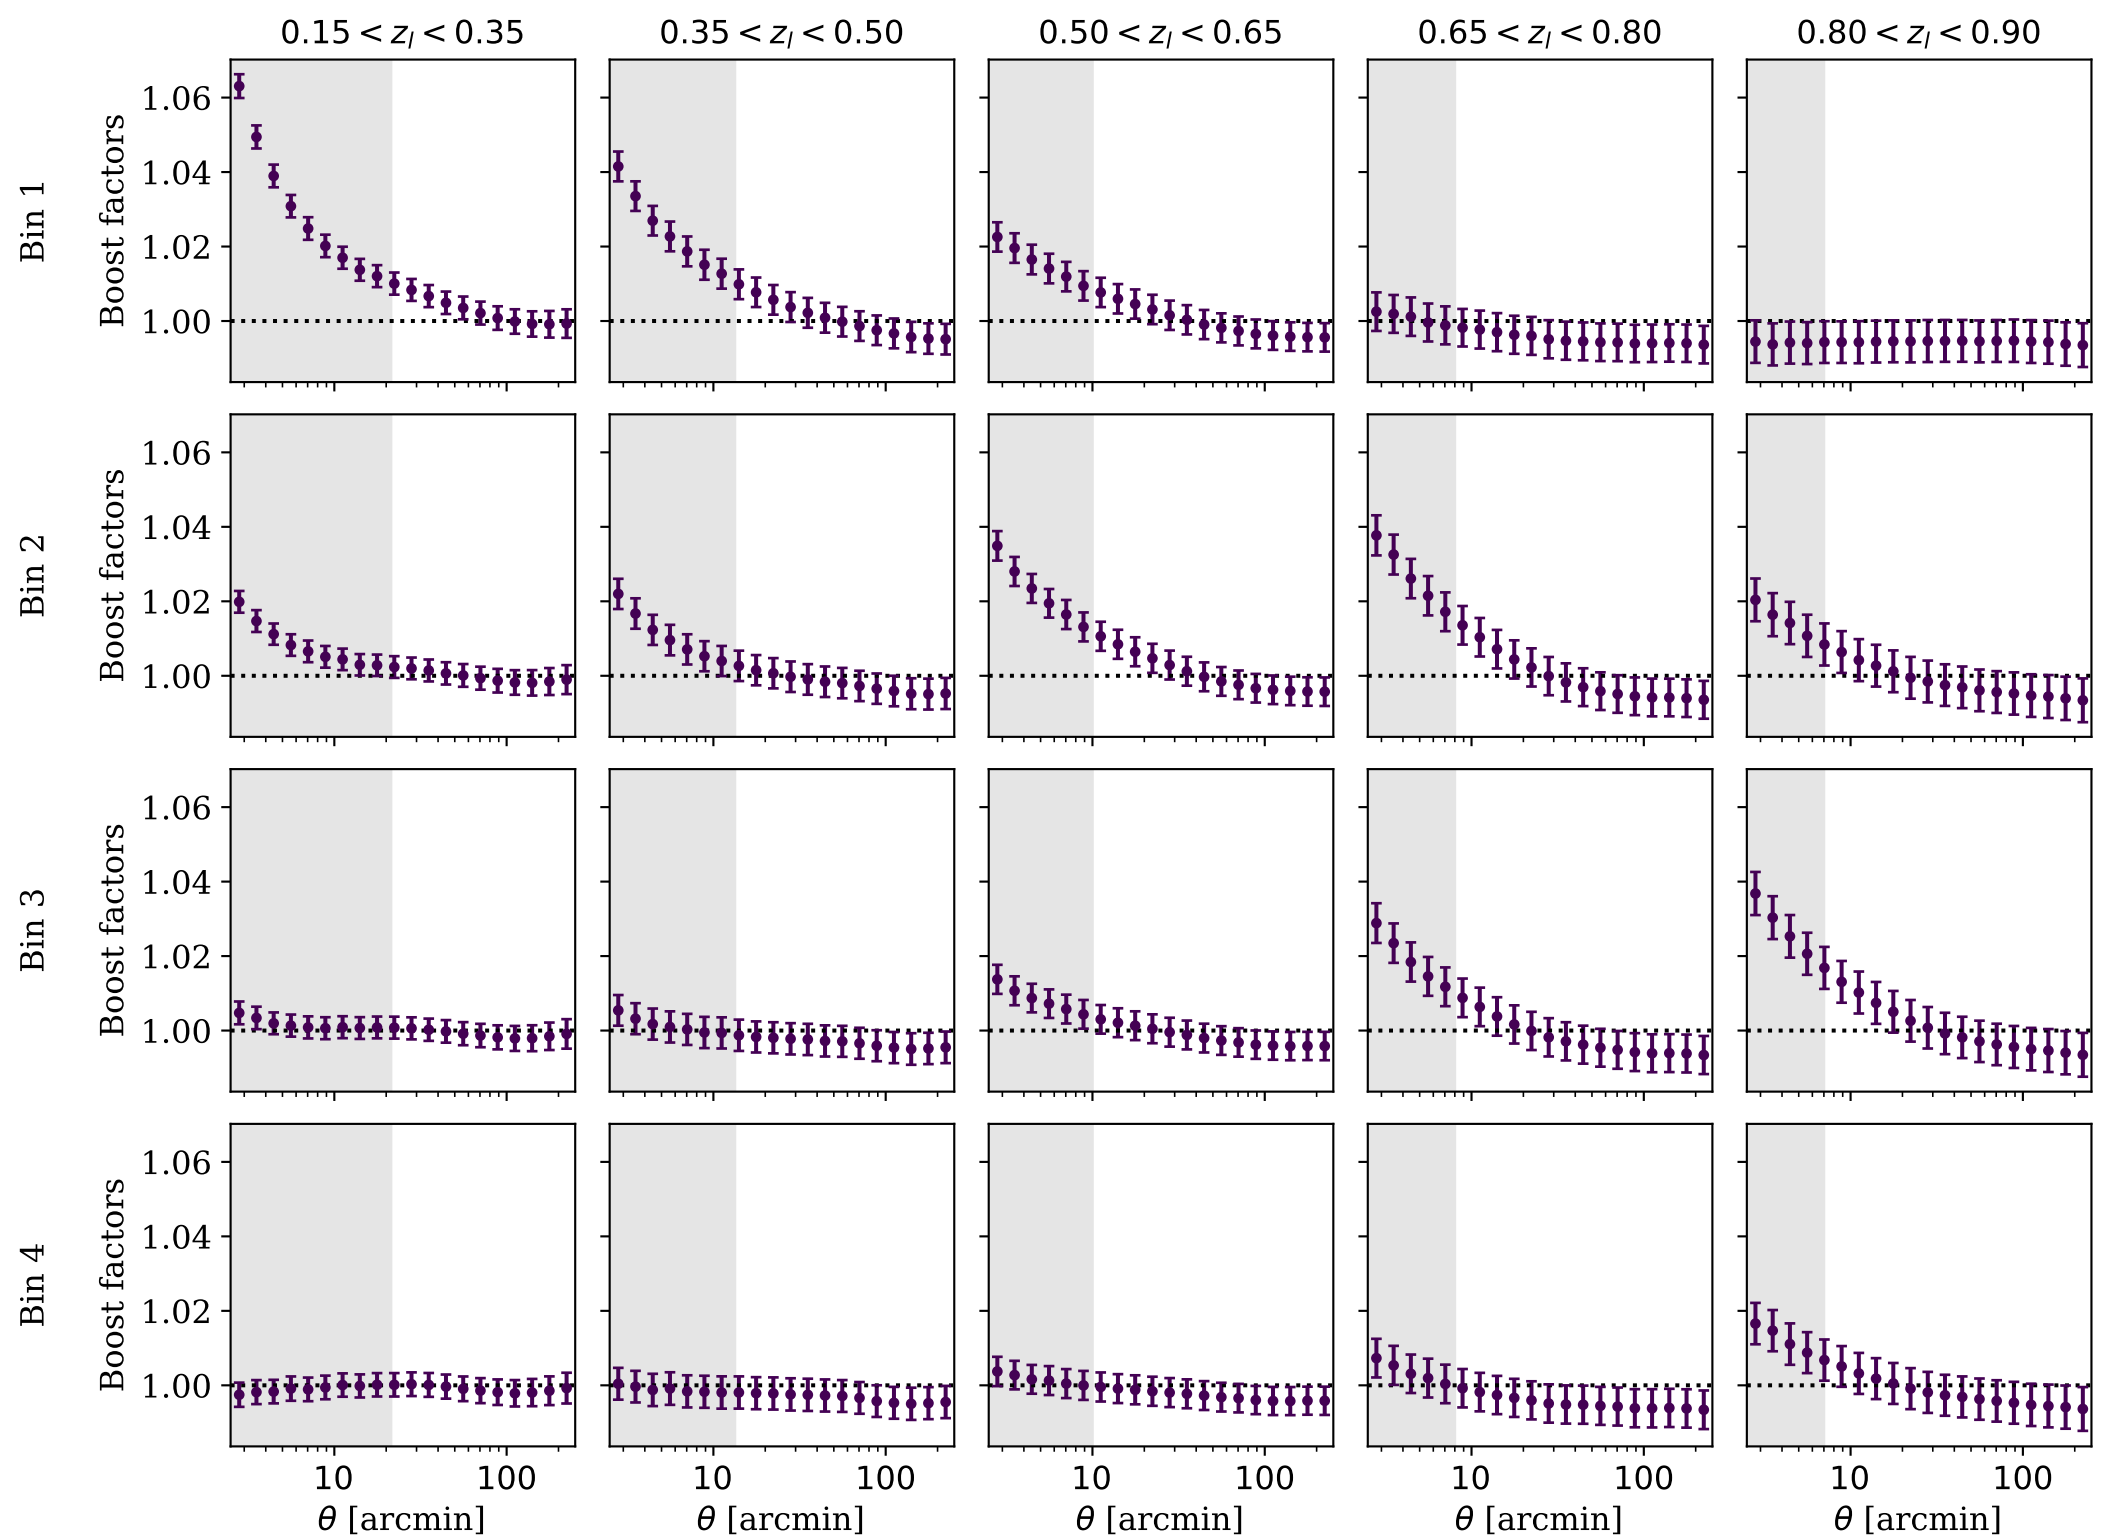 0.15 < z_l < 0.35 0.35 < z_l < 0.50 0.50 < z_l < 0.65 0.65 < z_l < 0.80 0.80 < z_l < 0.90
Bin 1
Boost factors
1.06
1.04
1.02
1.00
Bin 2
Boost factors
1.06
1.04
1.02
1.00
Bin 3
Boost factors
1.06
1.04
1.02
1.00
Bin 4
Boost factors
1.06
1.04
1.02
1.00
10 100 10 100 10 100 10 100 10 100
θ [arcmin] θ [arcmin] θ [arcmin] θ [arcmin] θ [arcmin]